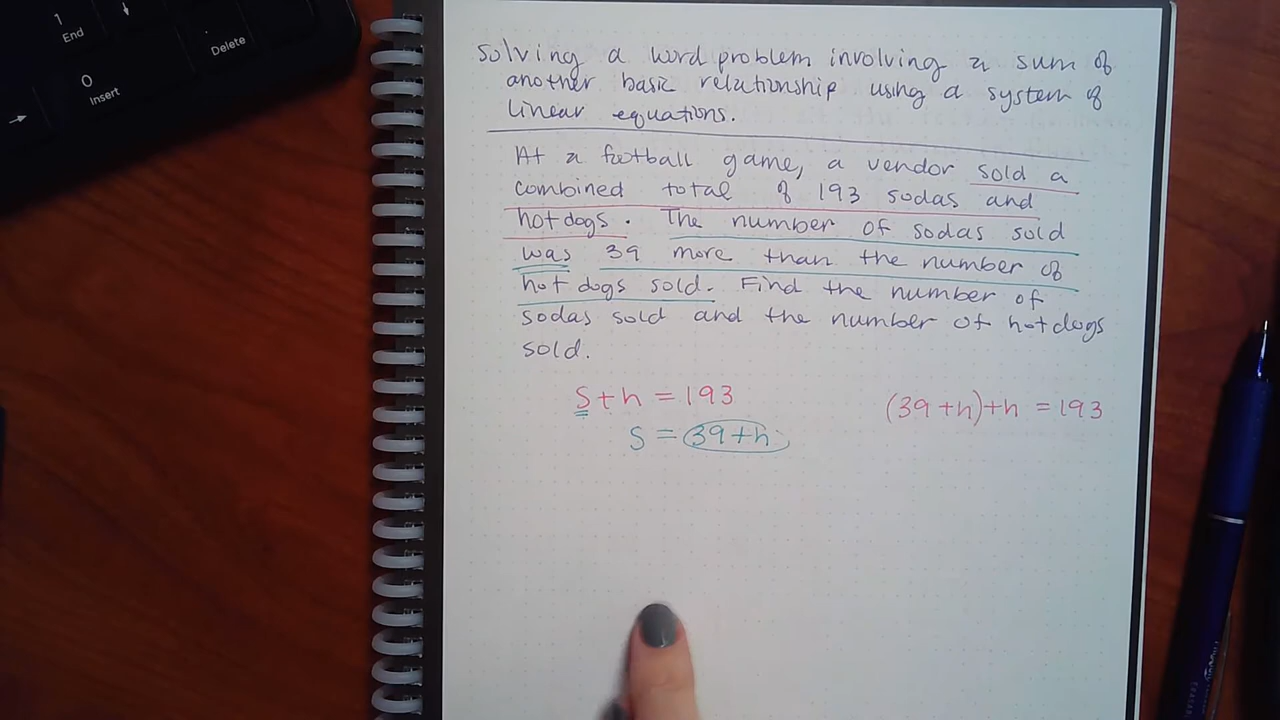 1
End
↓
.
Delete
0
Insert
→
Solving a word problem involving a sum of
another basic relationship using a system of
linear equations.
At a football game, a vendor sold a
combined total of 193 sodas and
hotdogs. The number of sodas sold
was 39 more than the number of
hot dogs sold. Find the number of
sodas sold and the number of hotdogs
sold.
S+h = 193
(39+h)+h = 193
S = 39+h